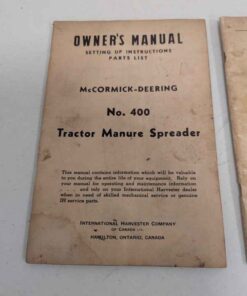 OWNER'S MANUAL
SETTING UP INSTRUCTIONS
PARTS LIST
McCORMICK-DEERING
No. 400
Tractor Manure Spreader
This manual contains information which will be valuable
to you during the entire life of your equipment. Rely on
your manual for operating and maintenance information
... and rely on your International Harvester dealer
when in need of skilled mechanical service or genuine
IH service parts.
INTERNATIONAL HARVESTER COMPANY
OF CANADA
HAMILTON, ONTARIO, CANADA